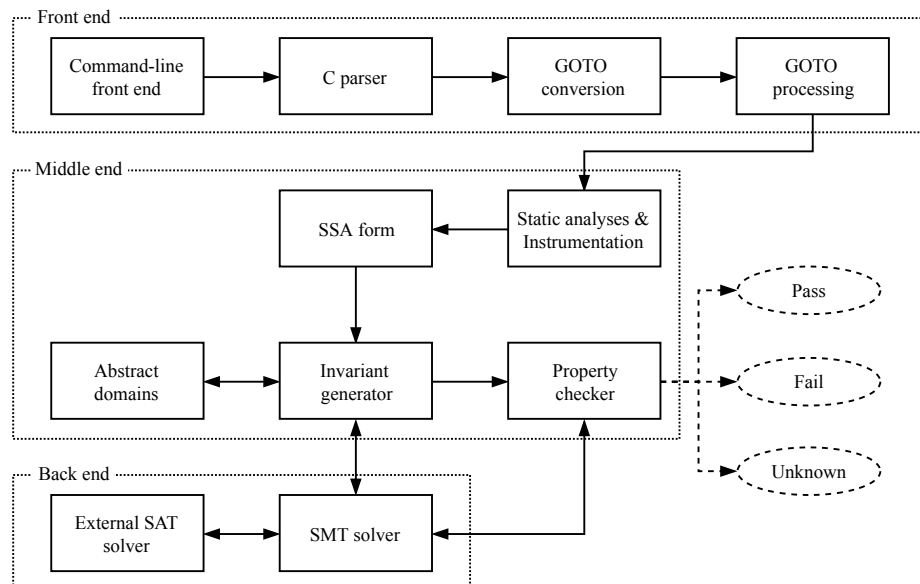 Front end
Command-line
front end
C parser
GOTO
conversion
GOTO
processing
Middle end
SSA form
Static analyses &
Instrumentation
Abstract
domains
Invariant
generator
Property
checker
Pass
Fail
Unknown
Back end
External SAT
solver
SMT solver